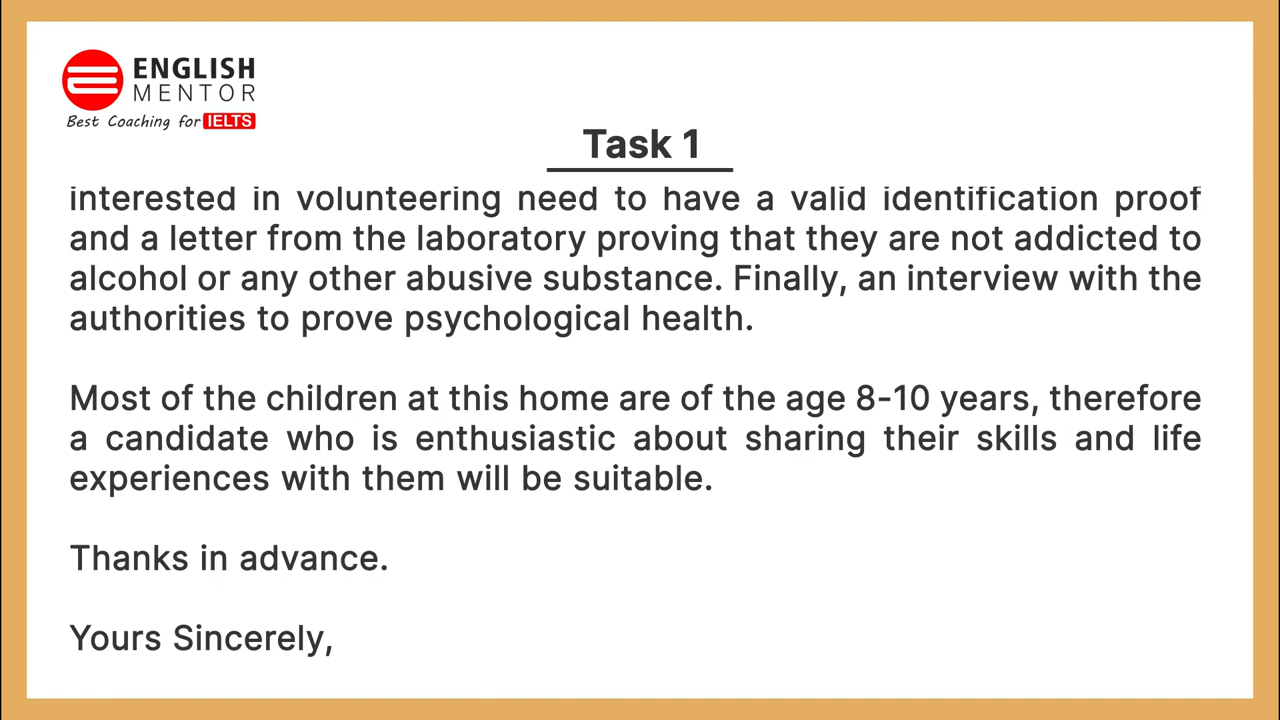 ENGLISH
MENTOR
Best Coaching for IELTS
Task 1
interested in volunteering need to have a valid identification proof
and a letter from the laboratory proving that they are not addicted to
alcohol or any other abusive substance. Finally, an interview with the
authorities to prove psychological health.
Most of the children at this home are of the age 8-10 years, therefore
a candidate who is enthusiastic about sharing their skills and life
experiences with them will be suitable.
Thanks in advance.
Yours Sincerely,